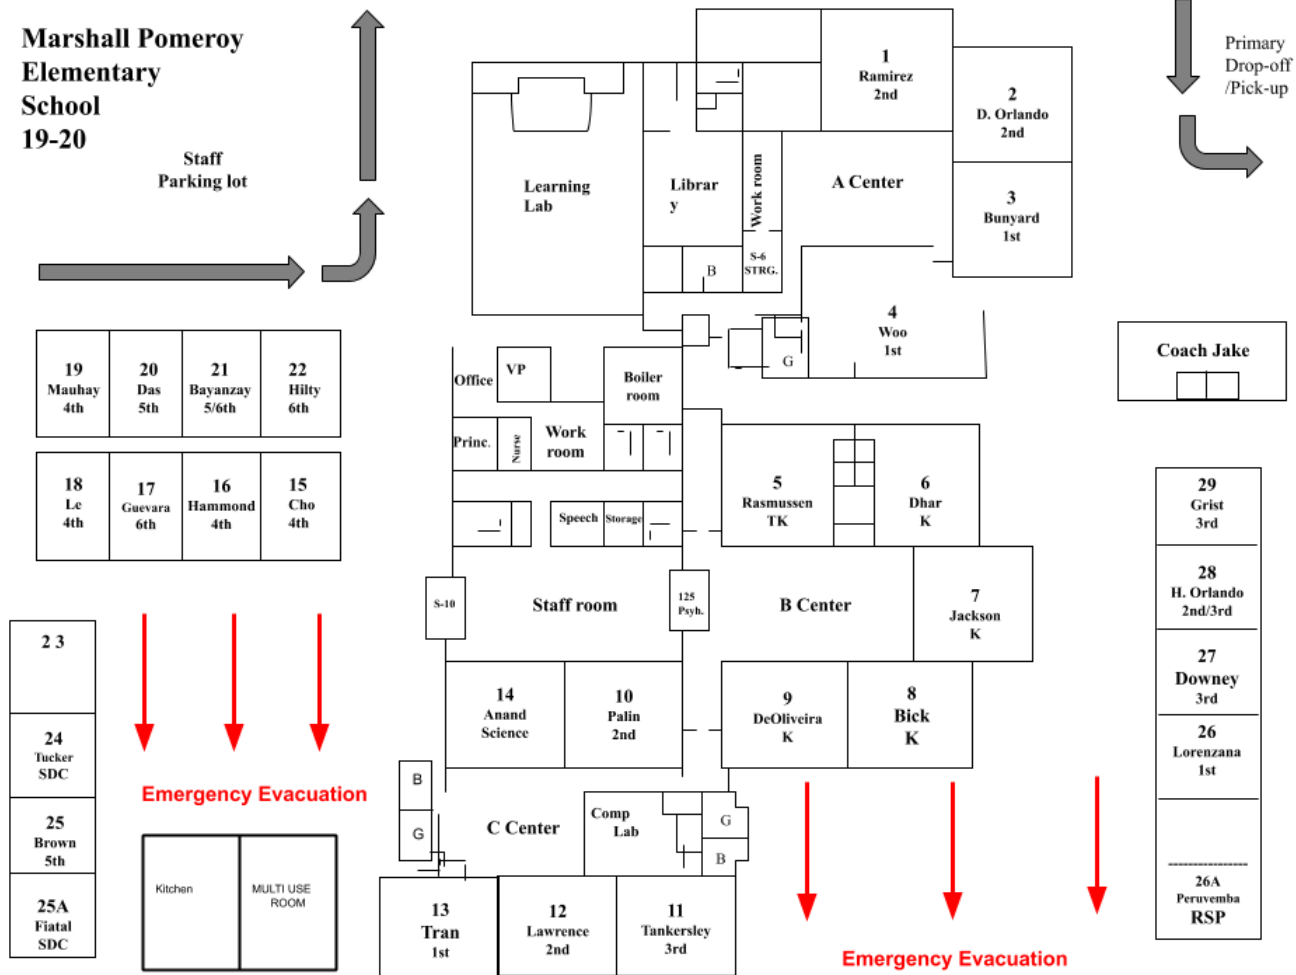 Marshall Pomeroy
Elementary
School
19-20
Staff
Parking lot
Primary
Drop-off
/Pick-up
1
Ramirez
2nd
2
D. Orlando
2nd
3
Bunyard
1st
A Center
Learning
Lab
Librar
y
Work room
S-6
STRG.
B
4
Woo
1st
G
Coach Jake
19
Mauhay
4th
20
Das
5th
21
Bayanzay
5/6th
22
Hilty
6th
18
Le
4th
17
Guevara
6th
16
Hammond
4th
15
Cho
4th
Office
VP
Boiler
room
Princ.
Nurse
Work
room
Speech
Storage
5
Rasmussen
TK
6
Dhar
K
S-10
Staff room
125
Psyh.
B Center
7
Jackson
K
29
Grist
3rd
28
H. Orlando
2nd/3rd
27
Downey
3rd
26
Lorenzana
1st
26A
Peruvemba
RSP
2 3
24
Tucker
SDC
25
Brown
5th
25A
Fiatal
SDC
Emergency Evacuation
Kitchen
MULTI USE
ROOM
14
Anand
Science
10
Palin
2nd
9
DeOliveira
K
8
Bick
K
B
G
C Center
Comp
Lab
G
B
13
Tran
1st
12
Lawrence
2nd
11
Tankersley
3rd
Emergency Evacuation